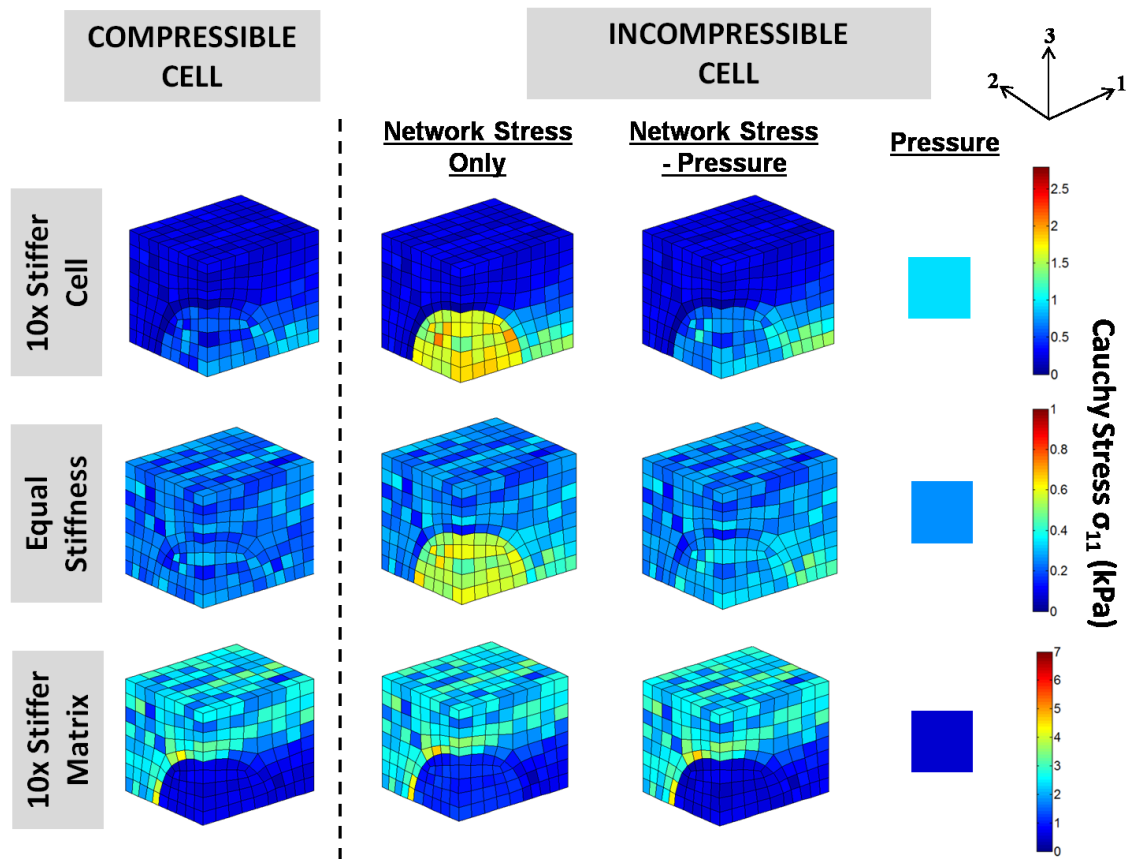 COMPRESSIBLE
CELL
INCOMPRESSIBLE
CELL
3
2
1
Network Stress
Only
Network Stress
- Pressure
Pressure
10x Stiffer
Cell
2.5
2
1.5
1
0.5
0
Equal
Stiffness
1
0.8
0.6
0.4
0.2
0
10x Stiffer
Matrix
7
6
5
4
3
2
1
0
Cauchy Stress σ₁₁ (kPa)